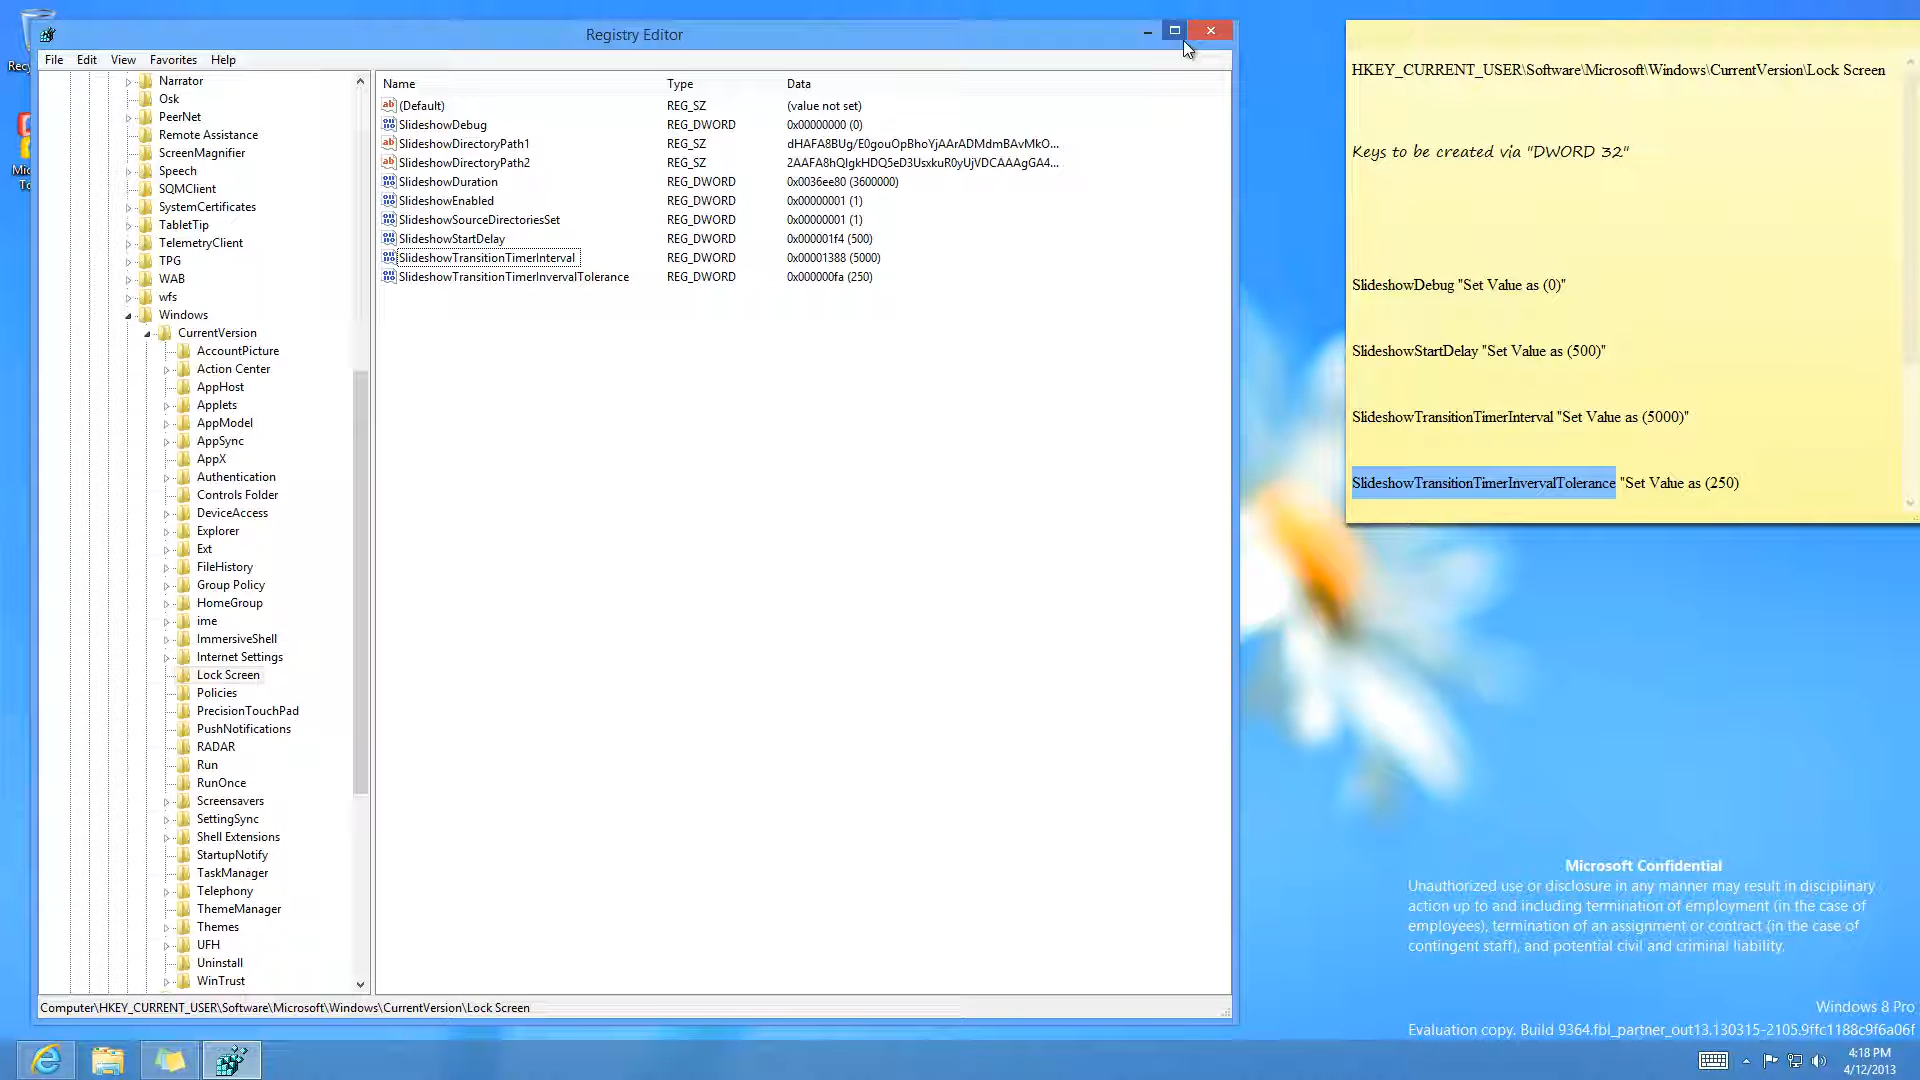 Registry Editor
File Edit View Favorites Help
Narrator
Osk
PeerNet
Remote Assistance
ScreenMagnifier
Speech
SQMClient
SystemCertificates
TabletTip
TelemetryClient
TPG
WAB
wfs
Windows
CurrentVersion
AccountPicture
Action Center
AppHost
Applets
AppModel
AppSync
AppX
Authentication
Controls Folder
DeviceAccess
Explorer
Ext
FileHistory
Group Policy
HomeGroup
ime
ImmersiveShell
Internet Settings
Lock Screen
Policies
PrecisionTouchPad
PushNotifications
RADAR
Run
RunOnce
Screensavers
SettingSync
Shell Extensions
StartupNotify
TaskManager
Telephony
ThemeManager
Themes
UFH
Uninstall
WinTrust
Name Type Data
(Default) REG_SZ (value not set)
SlideshowDebug REG_DWORD 0x00000000 (0)
SlideshowDirectoryPath1 REG_SZ dHAFA8BUg/E0gouOpBhoYjAArADMdmBAvMkO...
SlideshowDirectoryPath2 REG_SZ 2AAFA8hQIgkHDQ5eD3UsxkuR0yUjVDCAAAgGA4...
SlideshowDuration REG_DWORD 0x0036ee80 (3600000)
SlideshowEnabled REG_DWORD 0x00000001 (1)
SlideshowSourceDirectoriesSet REG_DWORD 0x00000001 (1)
SlideshowStartDelay REG_DWORD 0x000001f4 (500)
SlideshowTransitionTimerInterval REG_DWORD 0x00001388 (5000)
SlideshowTransitionTimerInvervalTolerance REG_DWORD 0x000000fa (250)
Computer\HKEY_CURRENT_USER\Software\Microsoft\Windows\CurrentVersion\Lock Screen
HKEY_CURRENT_USER\Software\Microsoft\Windows\CurrentVersion\Lock Screen
Keys to be created via "DWORD 32"
SlideshowDebug "Set Value as (0)"
SlideshowStartDelay "Set Value as (500)"
SlideshowTransitionTimerInterval "Set Value as (5000)"
SlideshowTransitionTimerInvervalTolerance "Set Value as (250)
Microsoft Confidential
Unauthorized use or disclosure in any manner may result in disciplinary
action up to and including termination of employment (in the case of
employees), termination of an assignment or contract (in the case of
contingent staff), and potential civil and criminal liability.
Windows 8 Pro
Evaluation copy. Build 9364.fbl_partner_out13.130315-2105.9ffc1188c9f6a06f
4:18 PM
4/12/2013